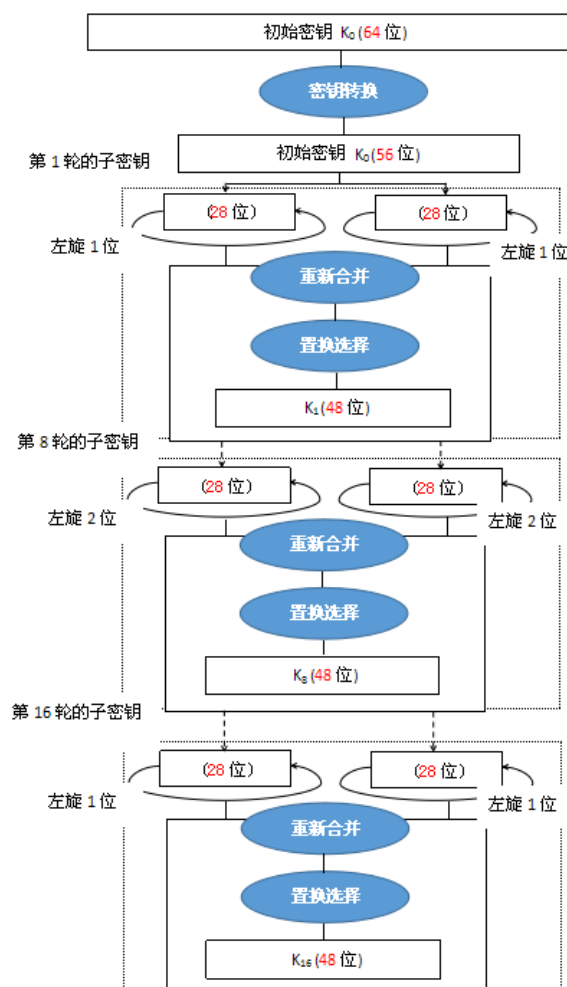 初始密钥 K₀(64 位)
密钥转换
初始密钥 K₀(56 位)
第 1 轮的子密钥
(28 位) (28 位)
左旋 1 位 左旋 1 位
重新合并
置换选择
K₁(48 位)
第 8 轮的子密钥
(28 位) (28 位)
左旋 2 位 左旋 2 位
重新合并
置换选择
K₈(48 位)
第 16 轮的子密钥
(28 位) (28 位)
左旋 1 位 左旋 1 位
重新合并
置换选择
K₁₆(48 位)